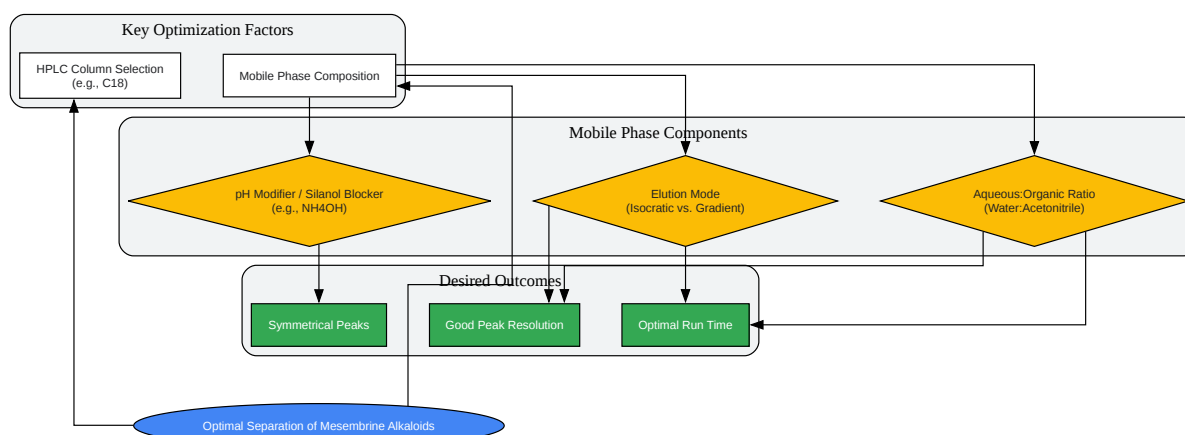 Key Optimization Factors
HPLC Column Selection
(e.g., C18)
Mobile Phase Composition
Mobile Phase Components
pH Modifier / Silanol Blocker
(e.g., NH4OH)
Elution Mode
(Isocratic vs. Gradient)
Aqueous:Organic Ratio
(Water:Acetonitrile)
Desired Outcomes
Symmetrical Peaks
Good Peak Resolution
Optimal Run Time
Optimal Separation of Mesembrine Alkaloids